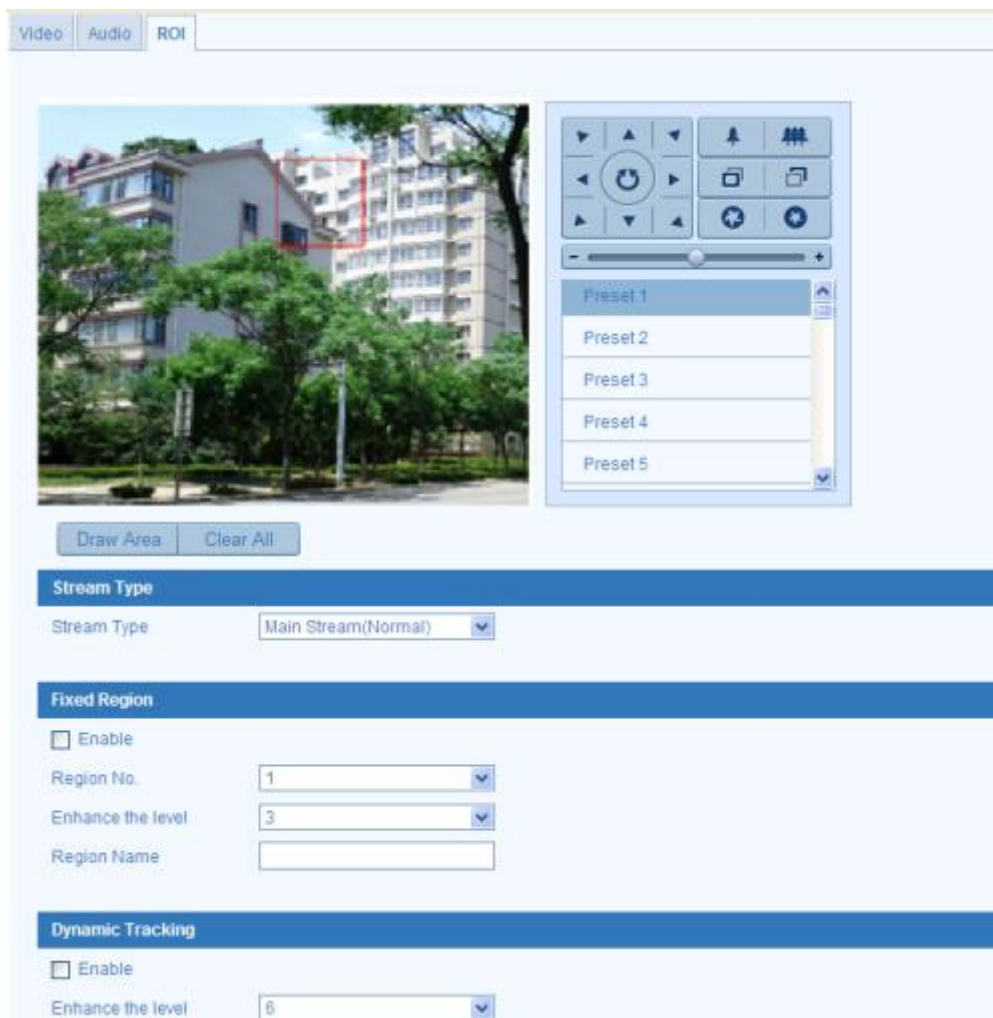 Video Audio ROI
Preset 1
Preset 2
Preset 3
Preset 4
Preset 5
Draw Area Clear All
Stream Type
Stream Type Main Stream(Normal)
Fixed Region
Enable
Region No. 1
Enhance the level 3
Region Name
Dynamic Tracking
Enable
Enhance the level 6